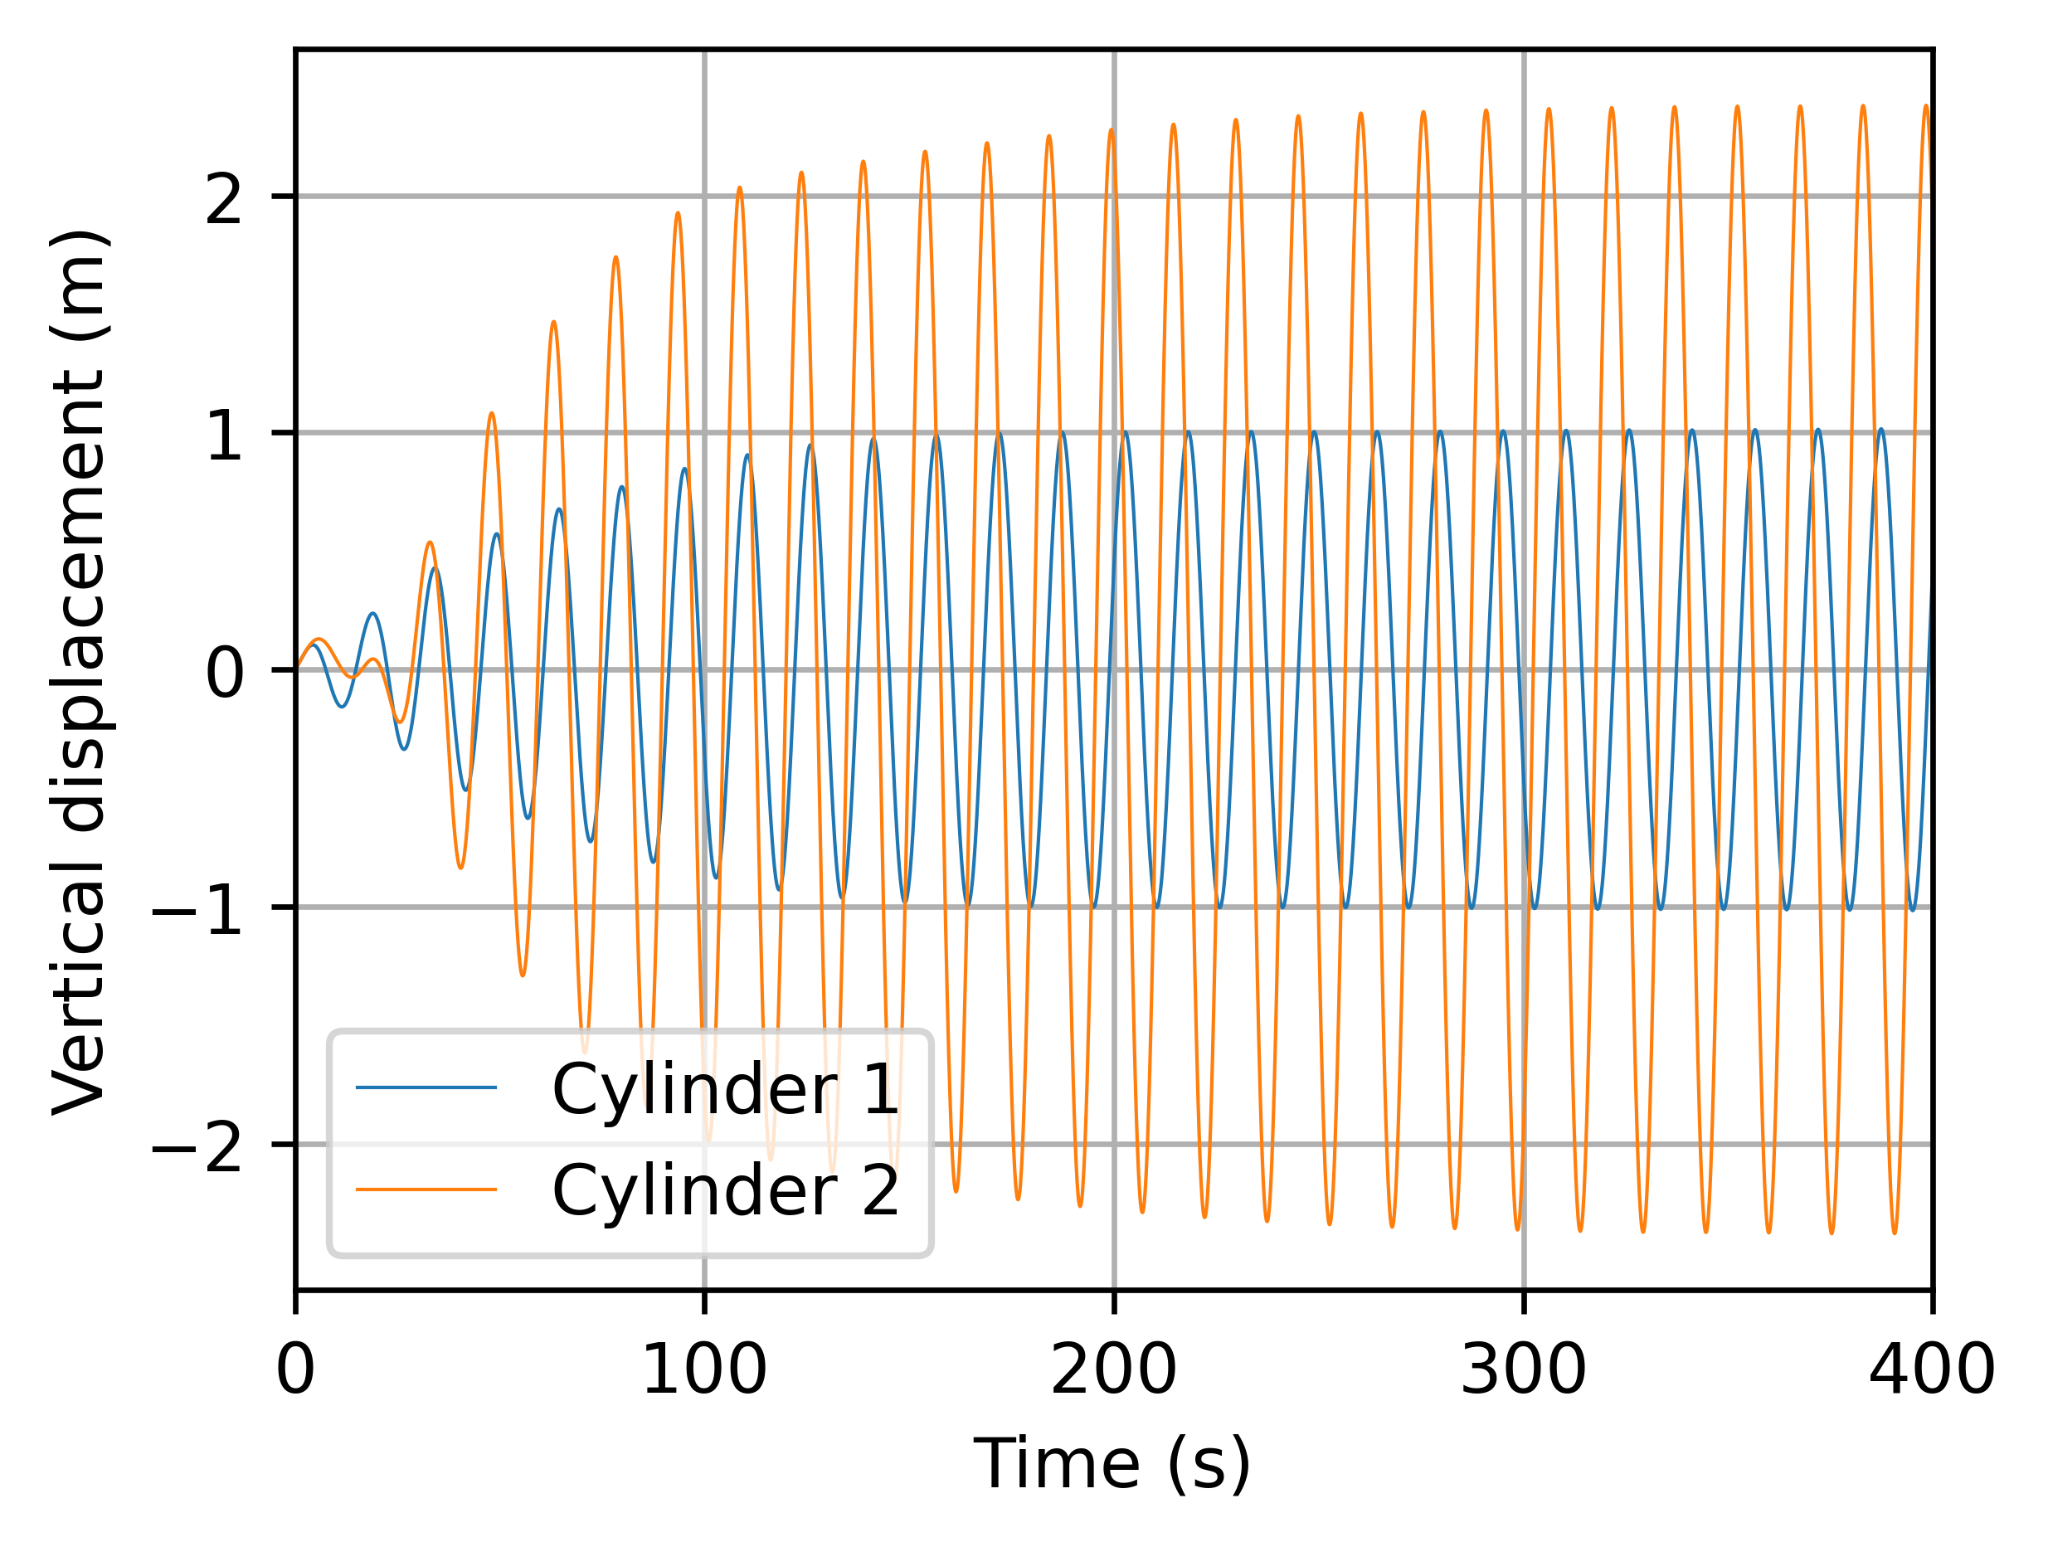 Vertical displacement (m)
2
1
0
−1
−2
Cylinder 1
Cylinder 2
0 100 200 300 400
Time (s)